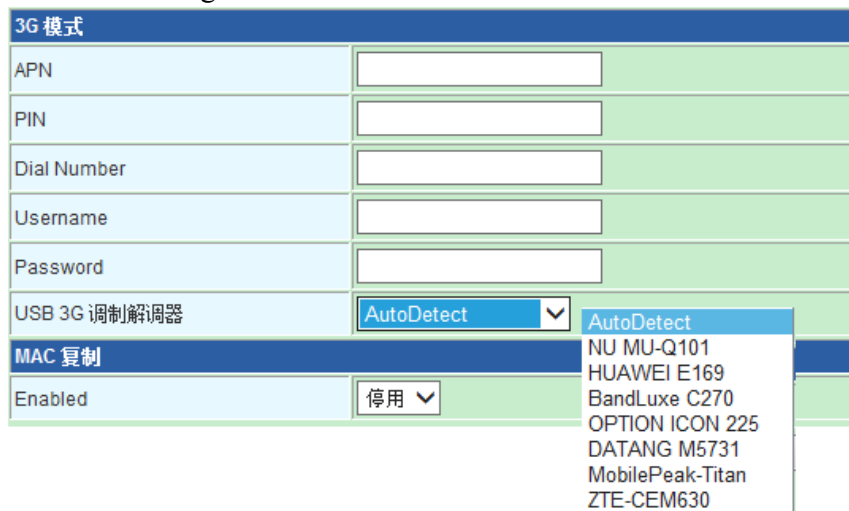 3G 模式
APN
PIN
Dial Number
Username
Password
USB 3G 调制解调器 AutoDetect
MAC 复制
Enabled 停用
AutoDetect
NU MU-Q101
HUAWEI E169
BandLuxe C270
OPTION ICON 225
DATANG M5731
MobilePeak-Titan
ZTE-CEM630